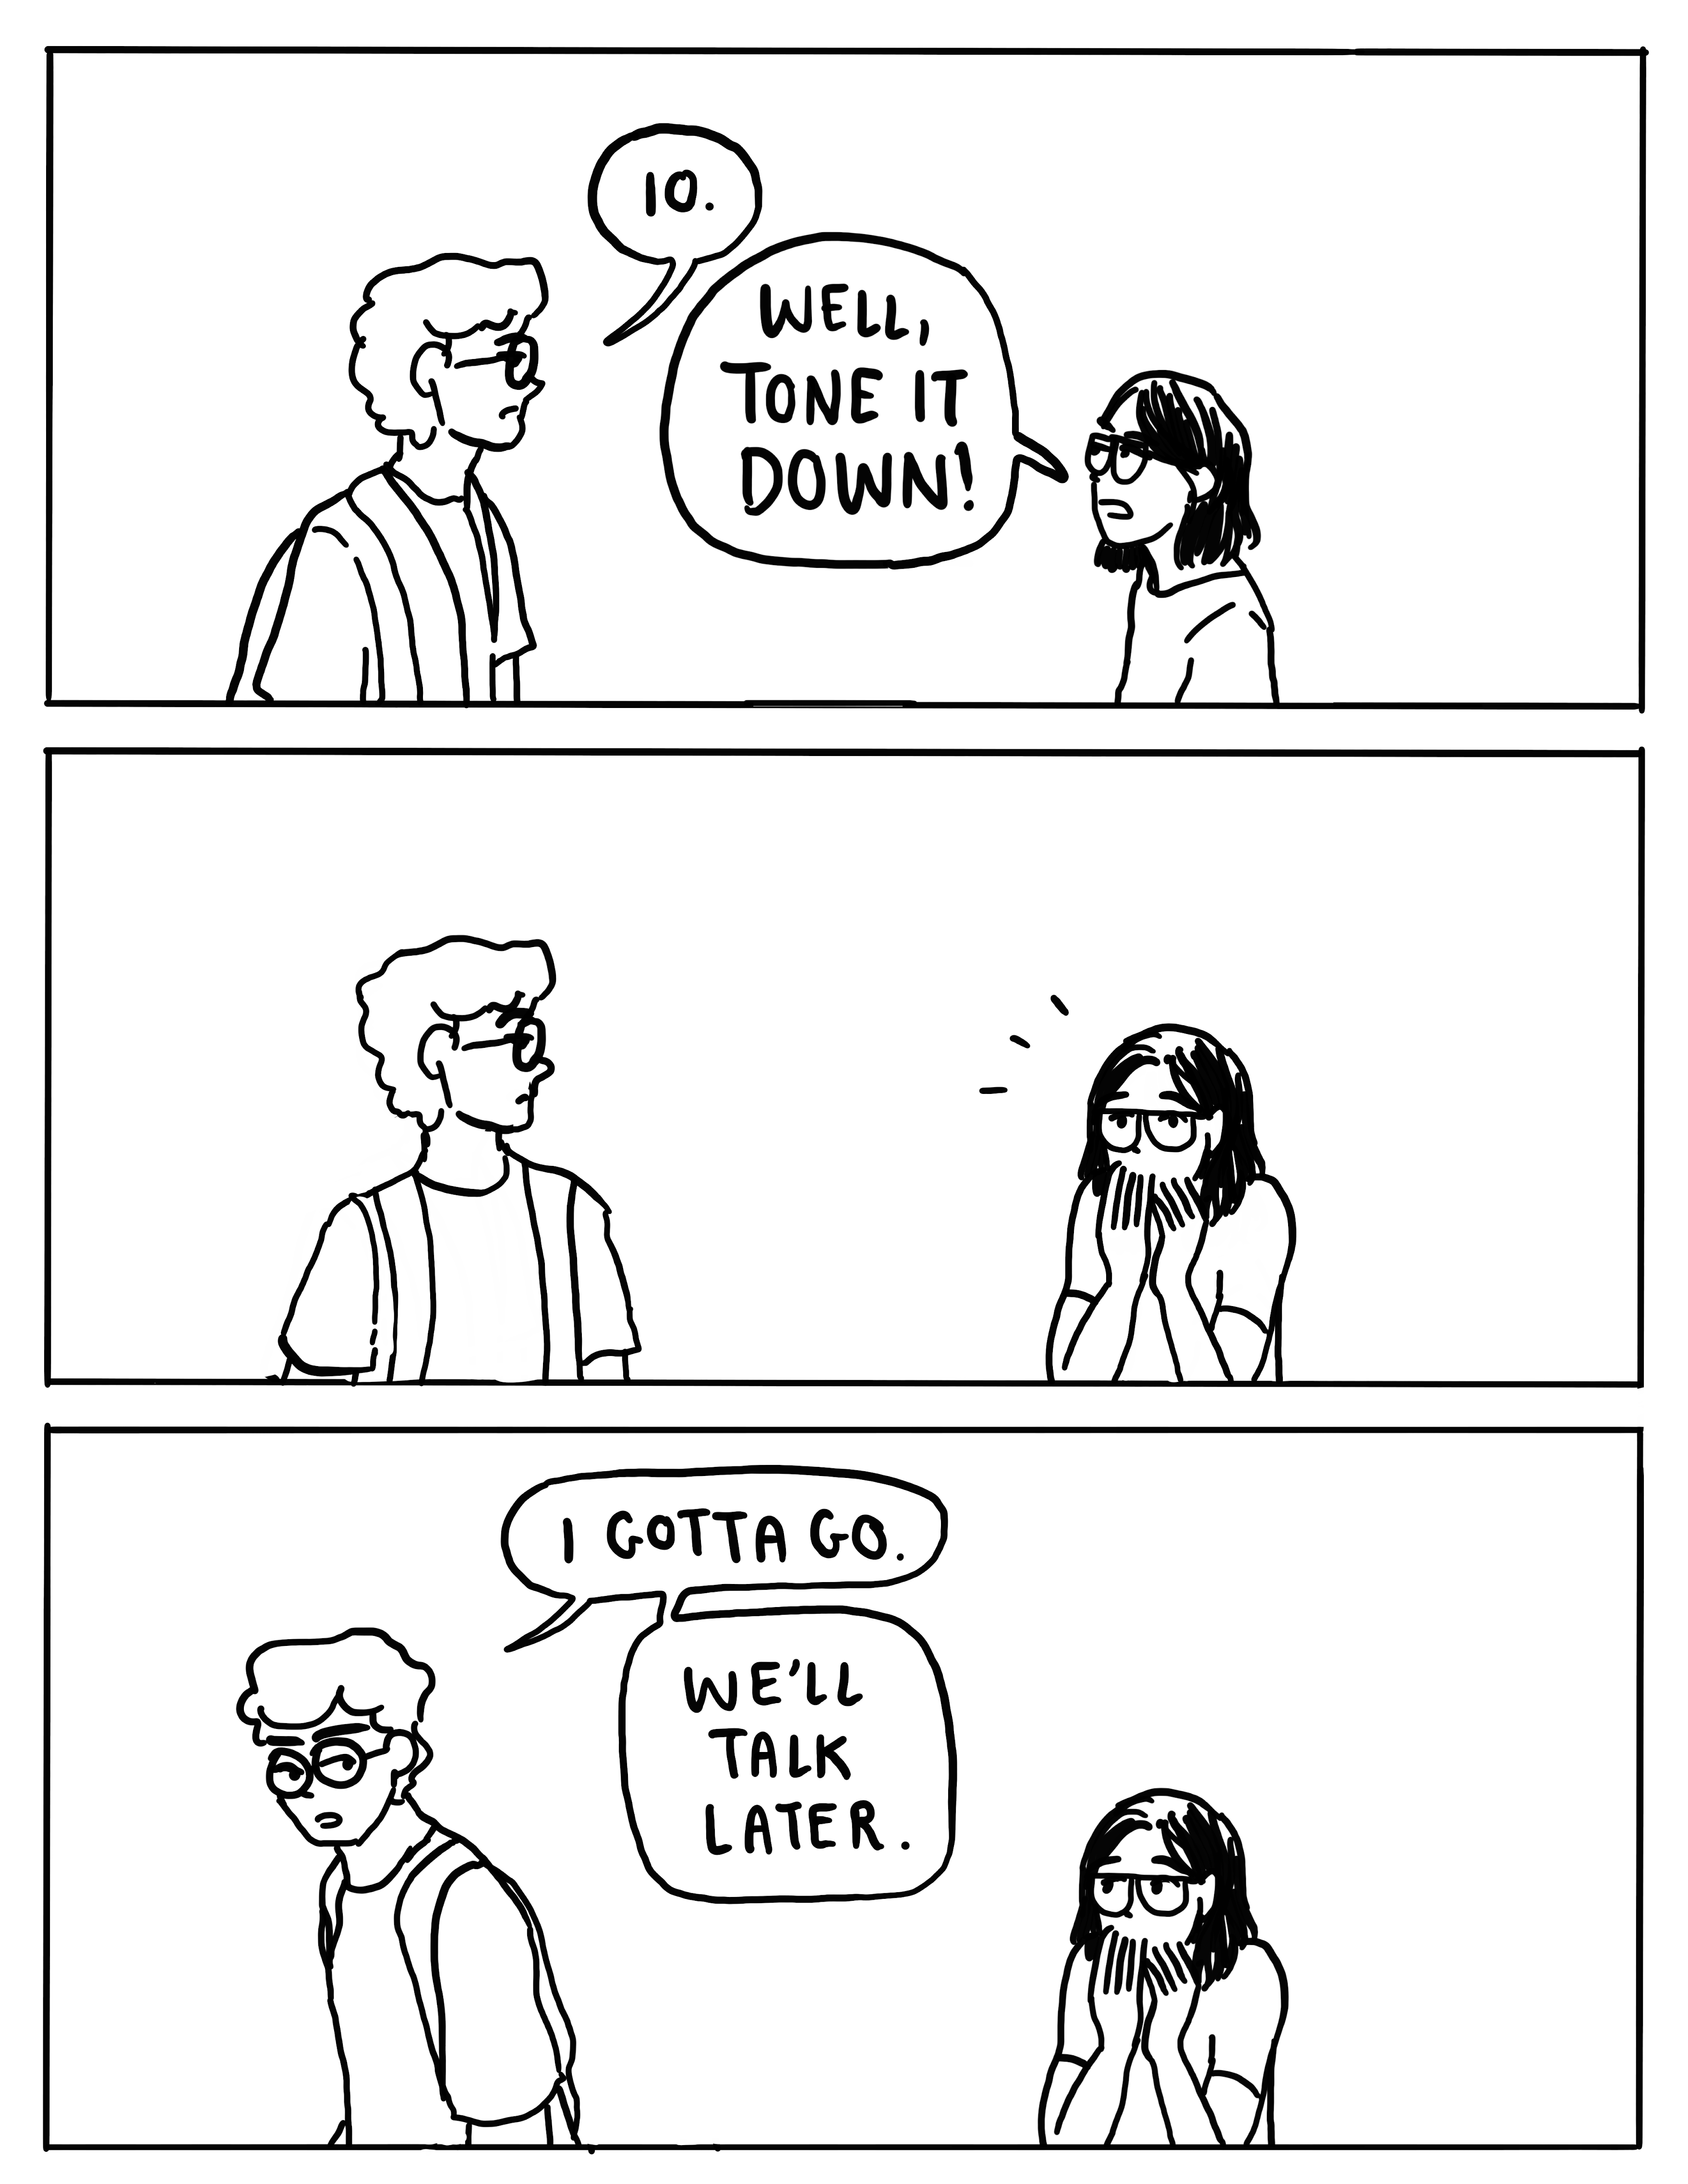 10.
WELL,
TONE IT
DOWN!
I GOTTA GO.
WE'LL
TALK
LATER.